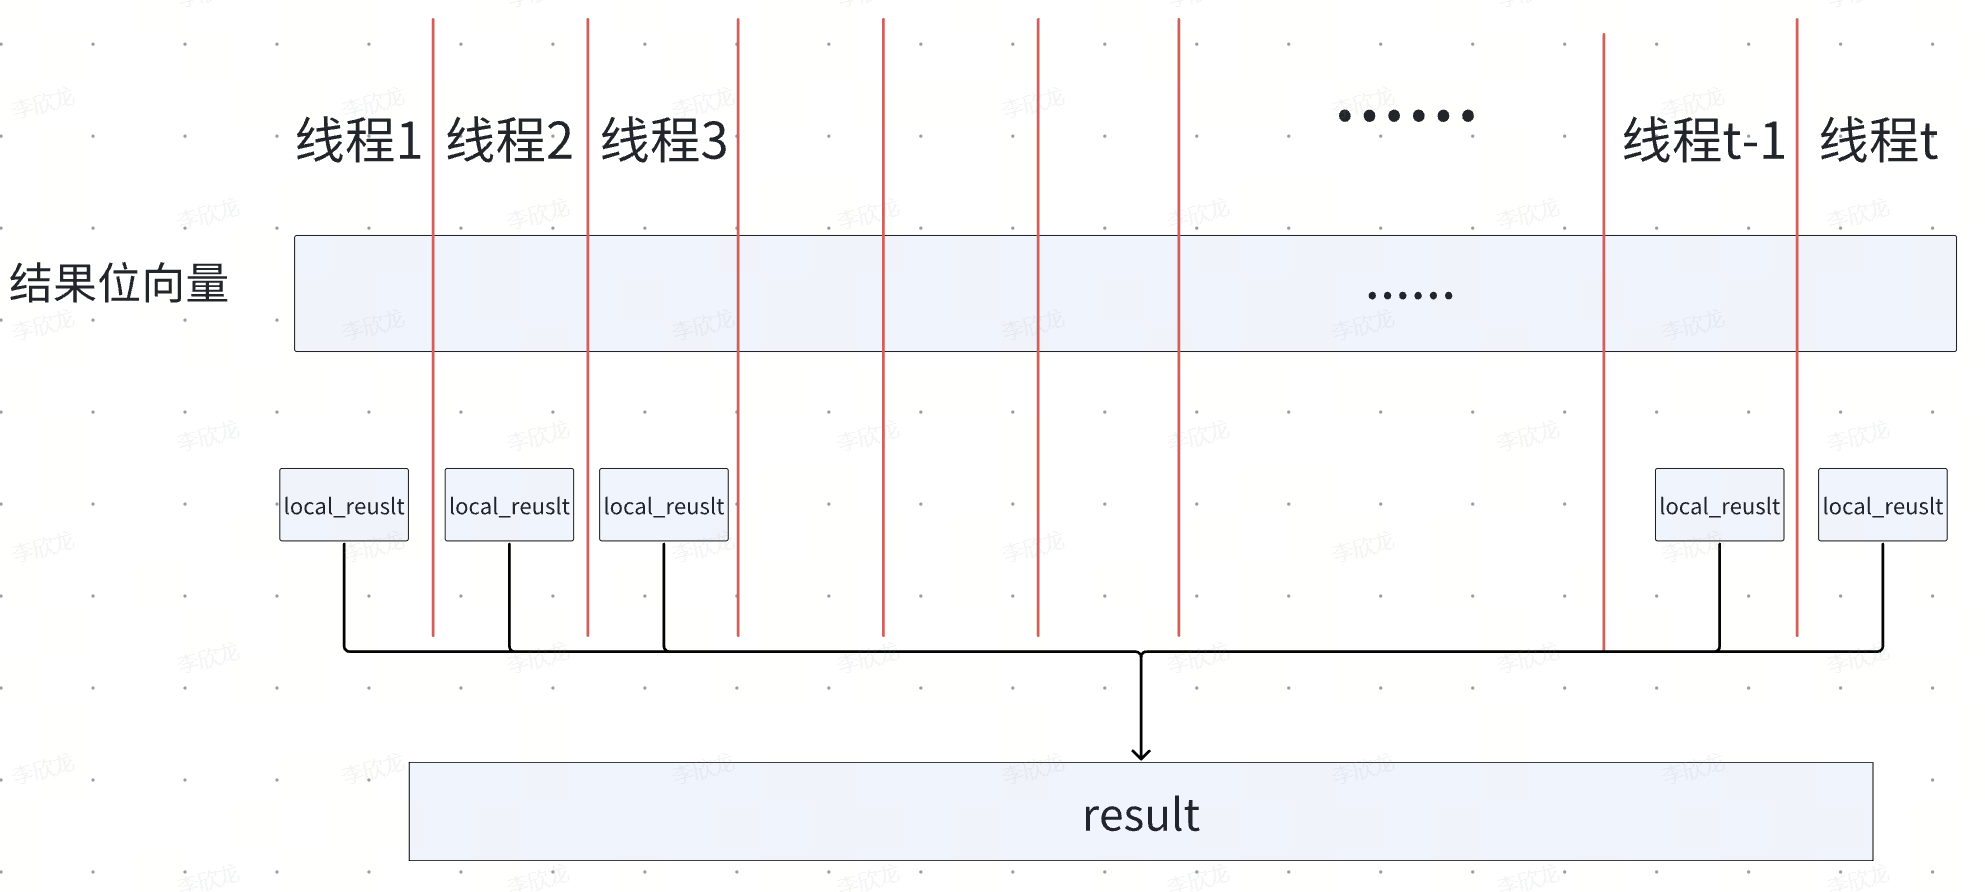 线程1 线程2 线程3 ...... 线程t-1 线程t
结果位向量 ......
local_reuslt local_reuslt local_reuslt local_reuslt local_reuslt
result
李欣龙